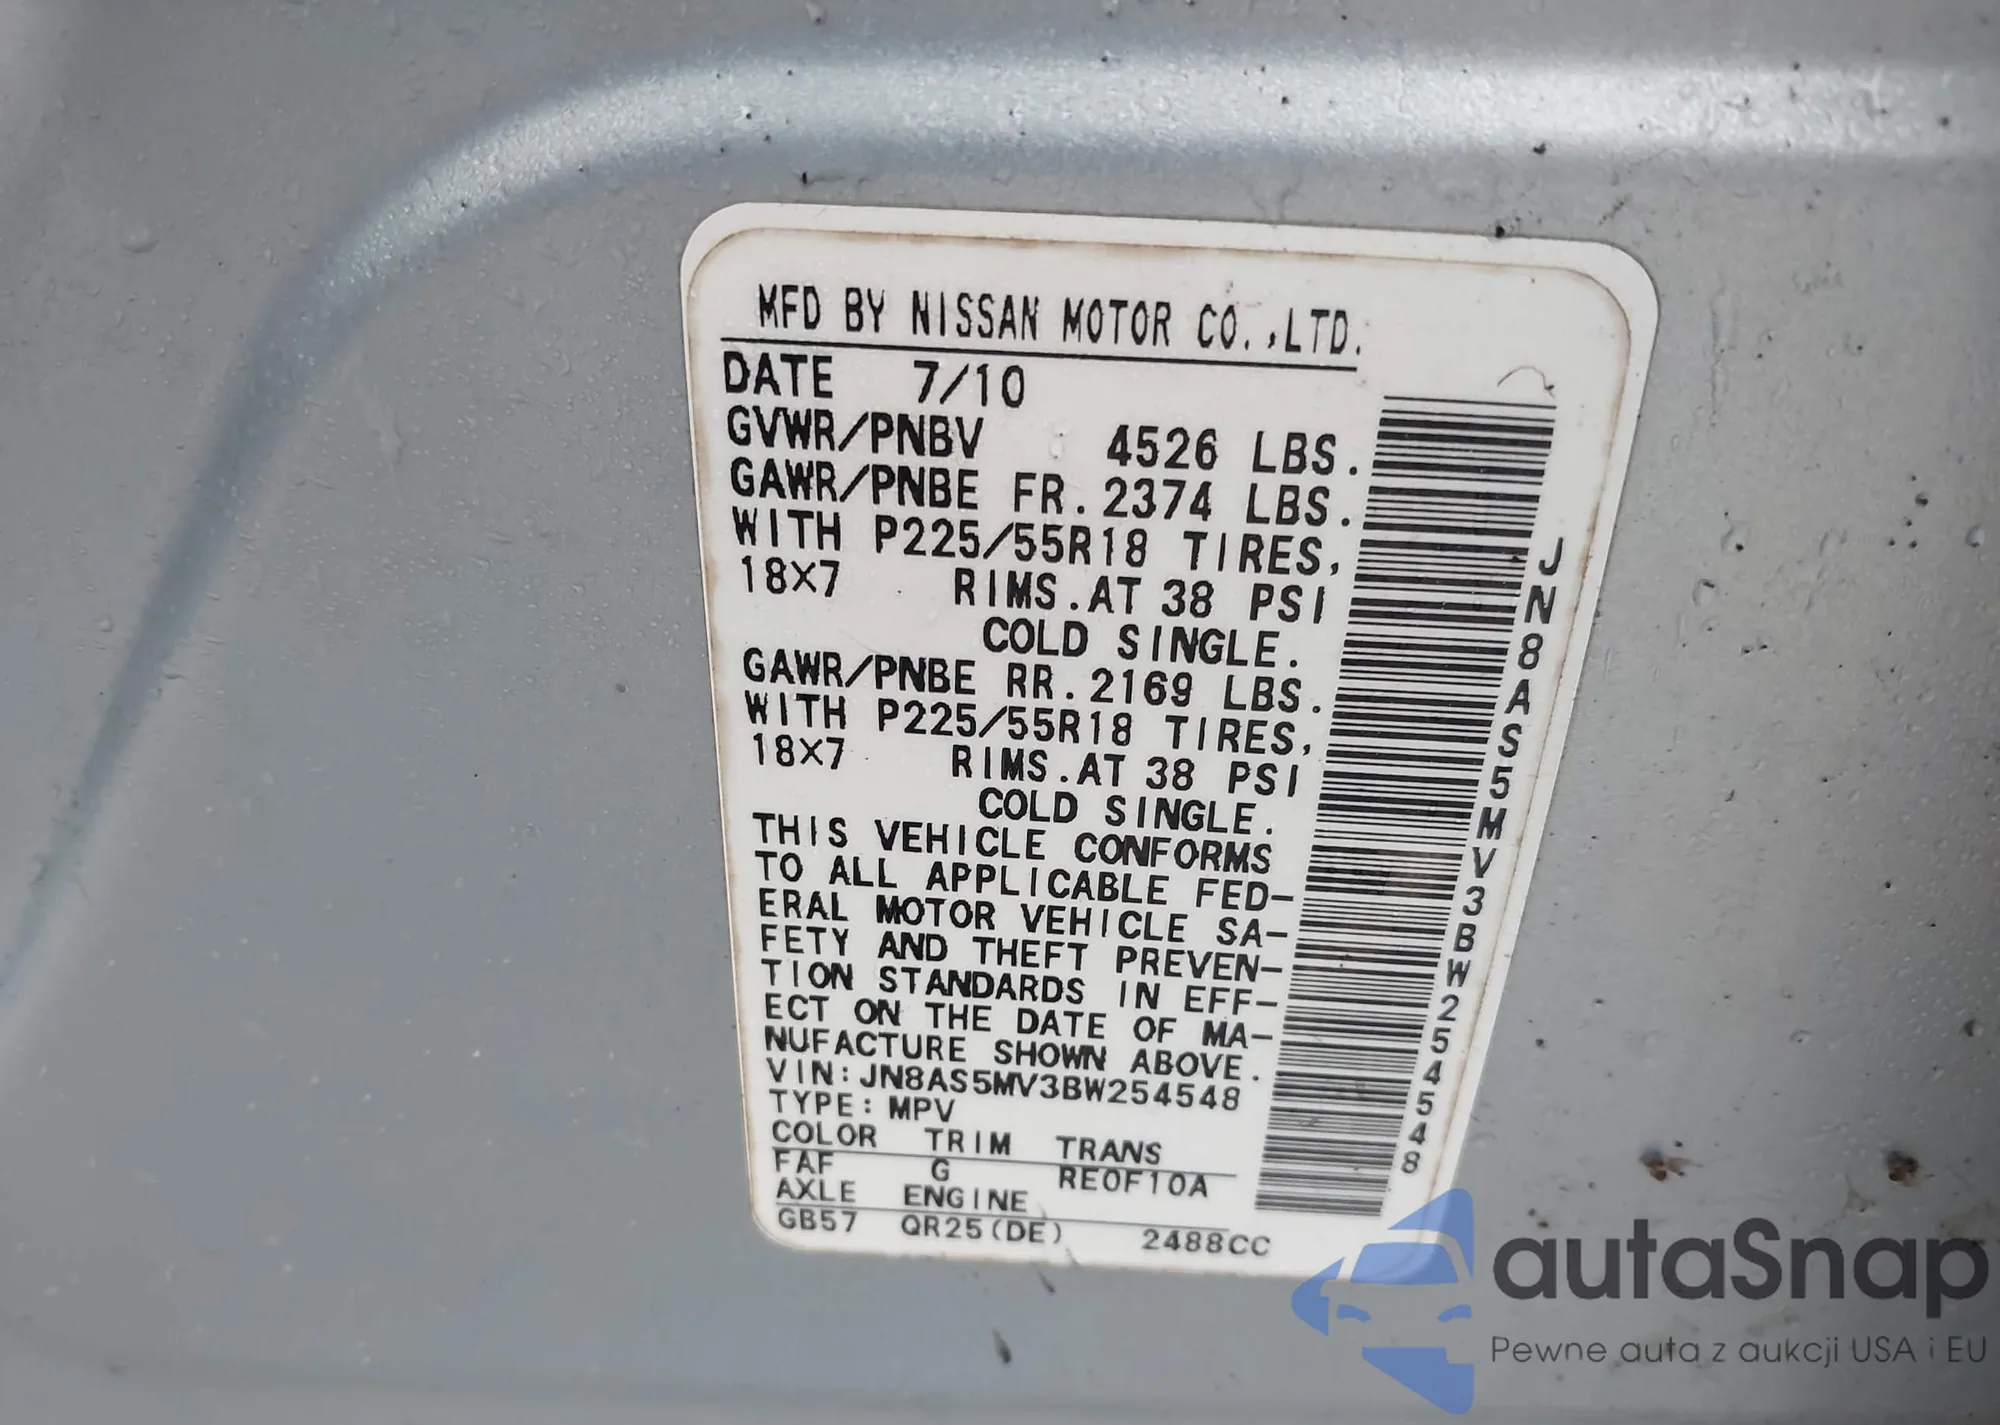 MFD BY NISSAN MOTOR CO.,LTD.
DATE 7/10
GVWR/PNBV 4526 LBS.
GAWR/PNBE FR.2374 LBS.
WITH P225/55R18 TIRES,
18X7 RIMS.AT 38 PSI
COLD SINGLE.
GAWR/PNBE RR.2169 LBS.
WITH P225/55R18 TIRES,
18X7 RIMS.AT 38 PSI
COLD SINGLE.
THIS VEHICLE CONFORMS
TO ALL APPLICABLE FED-
ERAL MOTOR VEHICLE SA-
FETY AND THEFT PREVEN-
TION STANDARDS IN EFF-
ECT ON THE DATE OF MA-
NUFACTURE SHOWN ABOVE.
VIN:JN8AS5MV3BW254548
TYPE:MPV
COLOR TRIM TRANS
FAF G RE0F10A
AXLE ENGINE
GB57 QR25(DE) 2488CC
JN8AS5MV3BW254548
autaSnap
Pewne auta z aukcji USA i EU